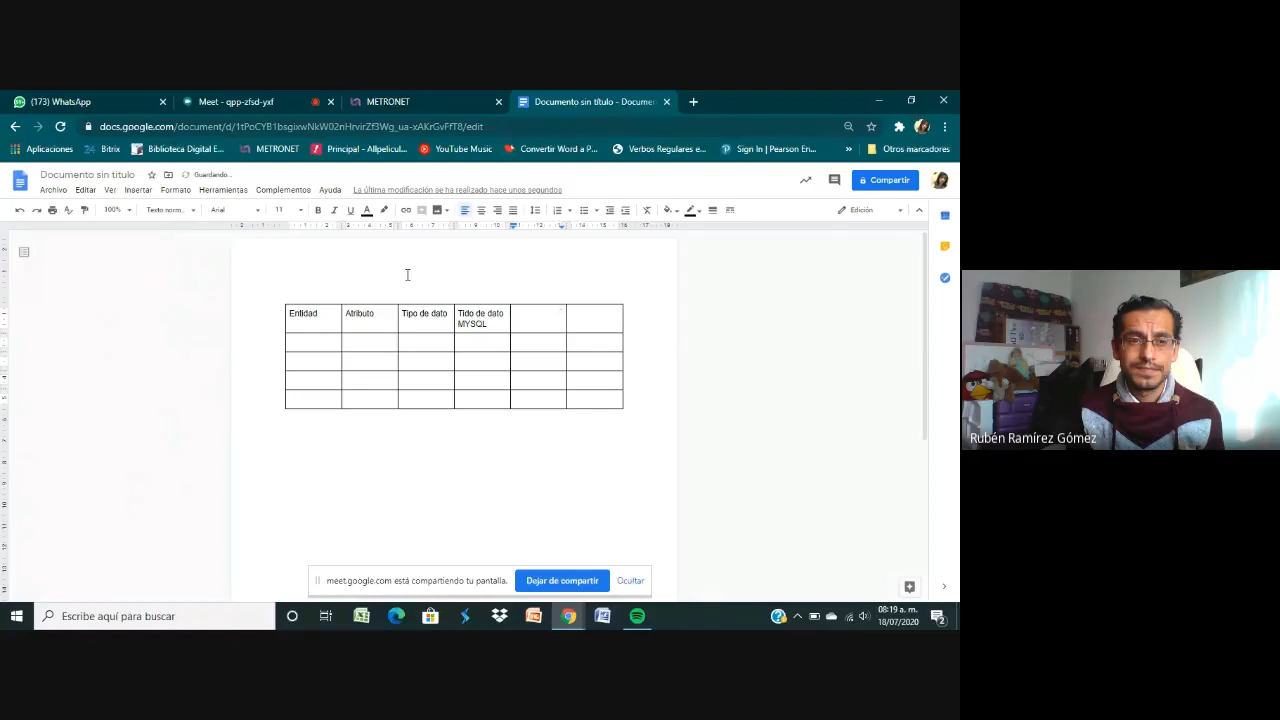 (173) WhatsApp
Meet - qpp-zfsd-yxf
METRONET
Documento sin título - Documen
docs.google.com/document/d/1tPoCYB1bsgixwNkW02nHrvirZf3Wg_ua-xAKrGvFfT8/edit
Aplicaciones
Bitrix
Biblioteca Digital E...
METRONET
Principal - Allpelicul...
YouTube Music
Convertir Word a P...
Verbos Regulares e...
Sign In | Pearson En...
»
Otros marcadores
Documento sin título
Guardando...
Archivo Editar Ver Insertar Formato Herramientas Complementos Ayuda
La última modificación se ha realizado hace unos segundos
Compartir
100%
Texto norm...
Arial
11
B I U A
Edición
Entidad
Atributo
Tipo de dato
Tido de dato
MYSQL
meet.google.com está compartiendo tu pantalla.
Dejar de compartir
Ocultar
Rubén Ramírez Gómez
Escribe aquí para buscar
08:19 a. m.
18/07/2020
2